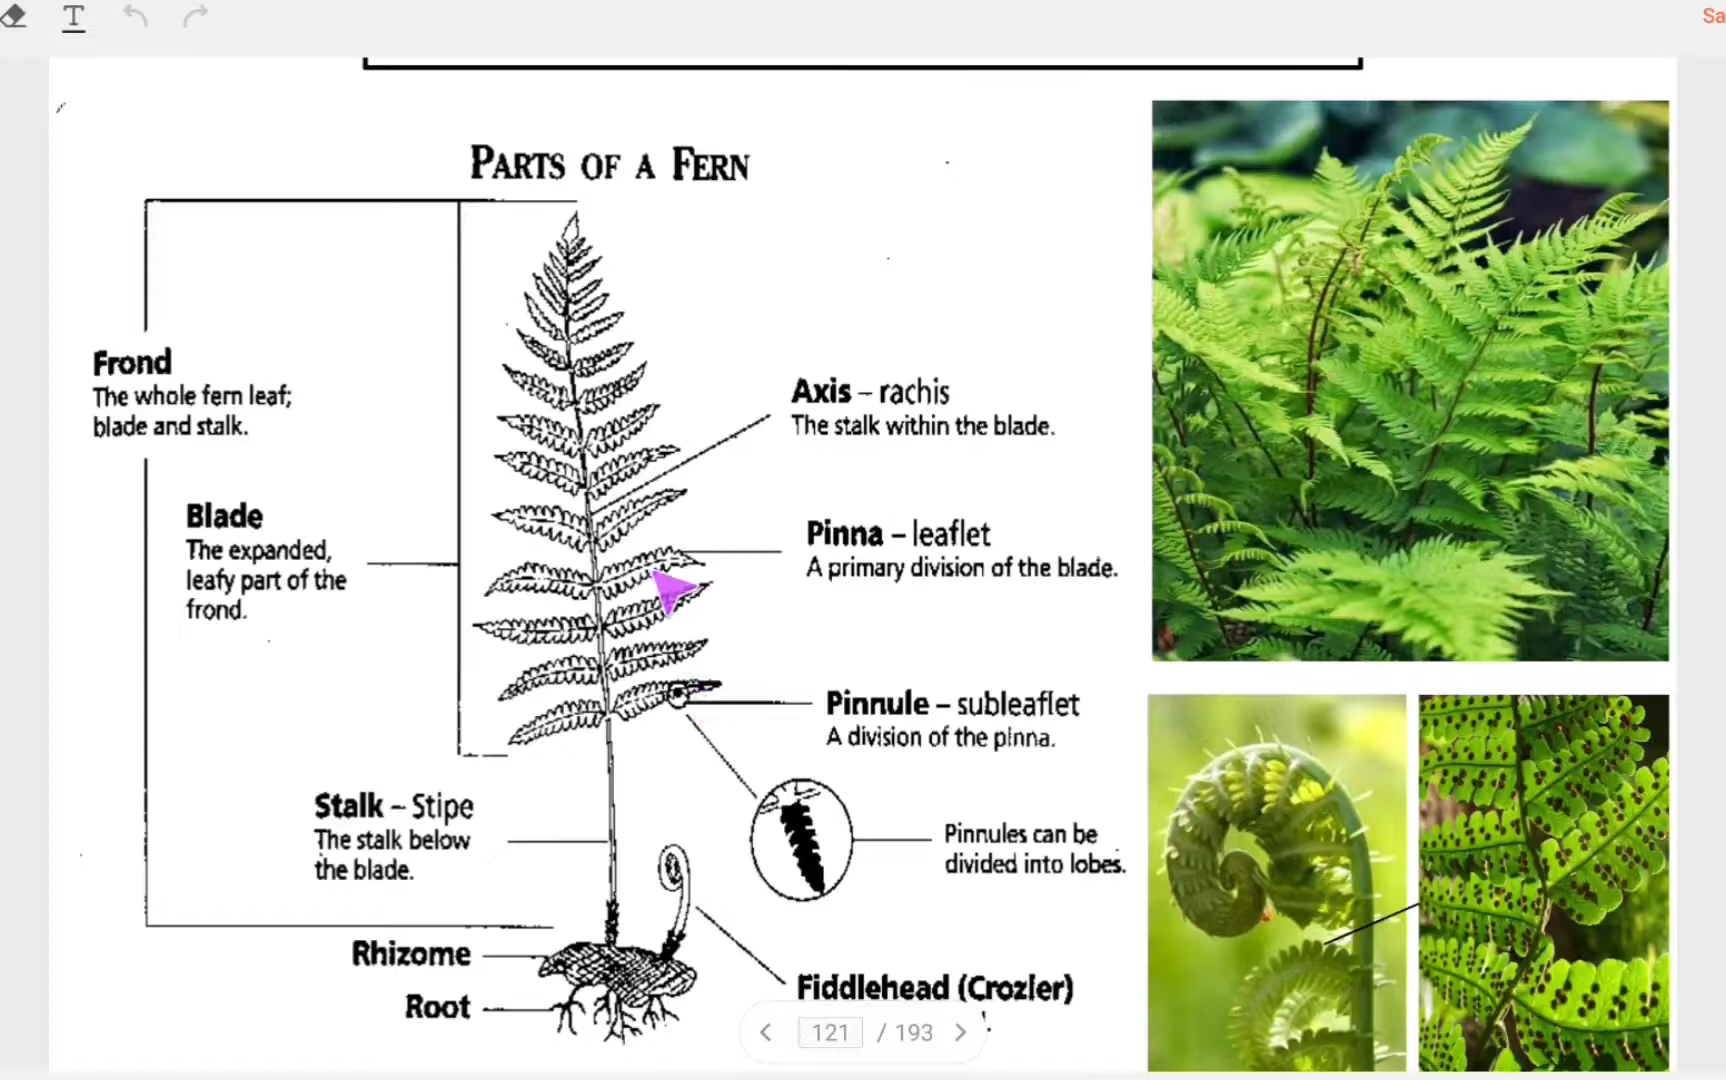 T
Sa
PARTS OF A FERN
Frond
The whole fern leaf;
blade and stalk.
Axis – rachis
The stalk within the blade.
Blade
The expanded,
leafy part of the
frond.
Pinna – leaflet
A primary division of the blade.
Pinnule – subleaflet
A division of the pinna.
Stalk – Stipe
The stalk below
the blade.
Pinnules can be
divided into lobes.
Rhizome
Root
Fiddlehead (Crozier)
121 / 193